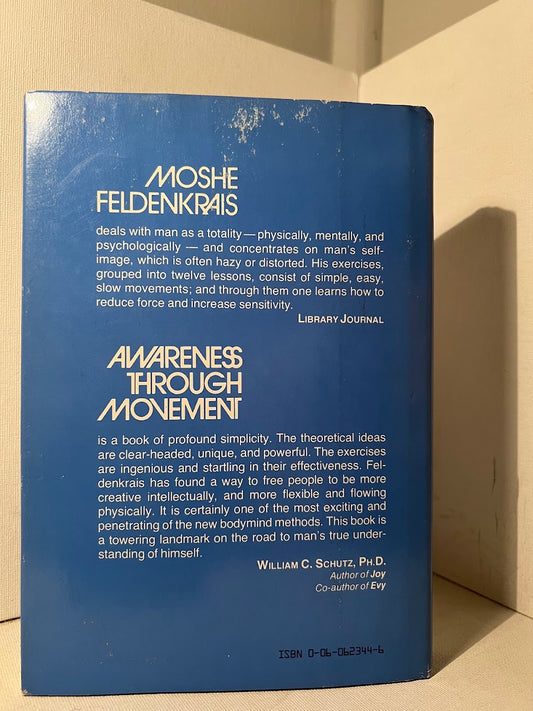 MOSHE
FELDENKRAIS
deals with man as a totality — physically, mentally, and
psychologically — and concentrates on man's self-
image, which is often hazy or distorted. His exercises,
grouped into twelve lessons, consist of simple, easy,
slow movements; and through them one learns how to
reduce force and increase sensitivity.
LIBRARY JOURNAL
AWARENESS
THROUGH
MOVEMENT
is a book of profound simplicity. The theoretical ideas
are clear-headed, unique, and powerful. The exercises
are ingenious and startling in their effectiveness. Fel-
denkrais has found a way to free people to be more
creative intellectually, and more flexible and flowing
physically. It is certainly one of the most exciting and
penetrating of the new bodymind methods. This book is
a towering landmark on the road to man's true under-
standing of himself.
WILLIAM C. SCHUTZ, PH.D.
Author of Joy
Co-author of Evy
ISBN 0-06-062344-6